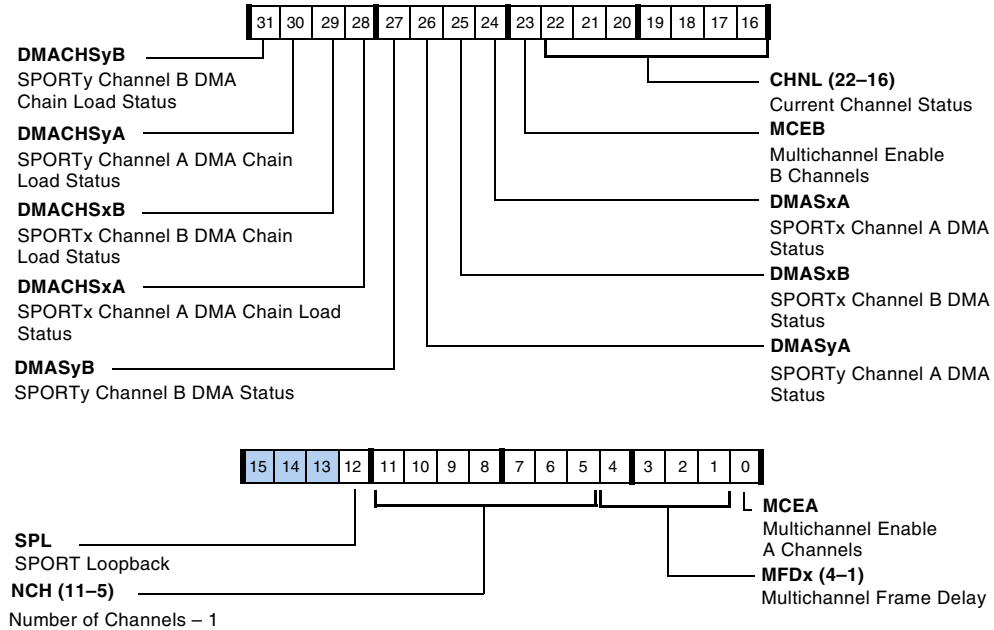 31 30 29 28 27 26 25 24 23 22 21 20 19 18 17 16
DMACHSyB
SPORTy Channel B DMA
Chain Load Status
DMACHSyA
SPORTy Channel A DMA Chain
Load Status
DMACHSxB
SPORTx Channel B DMA Chain
Load Status
DMACHSxA
SPORTx Channel A DMA Chain Load
Status
DMASyB
SPORTy Channel B DMA Status
CHNL (22–16)
Current Channel Status
MCEB
Multichannel Enable
B Channels
DMASxA
SPORTx Channel A DMA
Status
DMASxB
SPORTx Channel B DMA
Status
DMASyA
SPORTy Channel A DMA
Status
15 14 13 12 11 10 9 8 7 6 5 4 3 2 1 0
SPL
SPORT Loopback
NCH (11–5)
Number of Channels – 1
MCEA
Multichannel Enable
A Channels
MFDx (4–1)
Multichannel Frame Delay